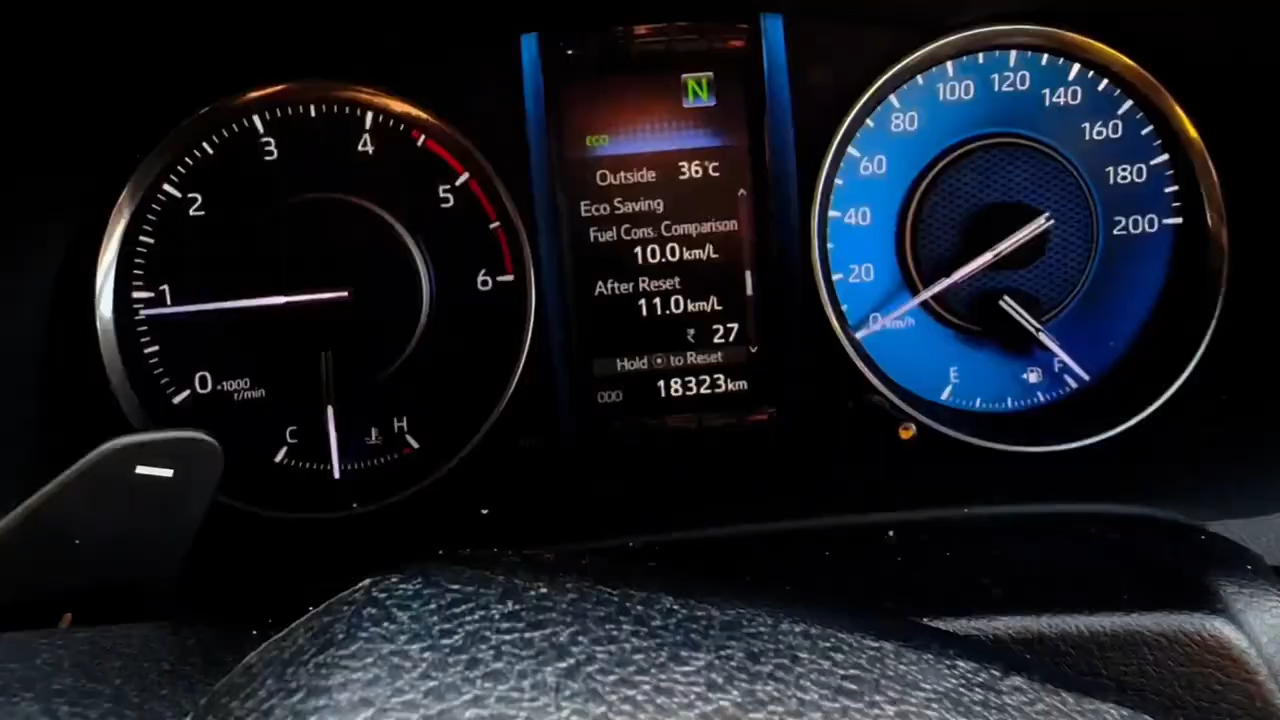 0
1
2
3
4
5
6
×1000
r/min
C
H
N
ECO
Outside 36°C
Eco Saving
Fuel Cons. Comparison
10.0 km/L
After Reset
11.0 km/L
₹ 27
Hold ⊙ to Reset
ODO 18323 km
0 km/h
20
40
60
80
100
120
140
160
180
200
E
F